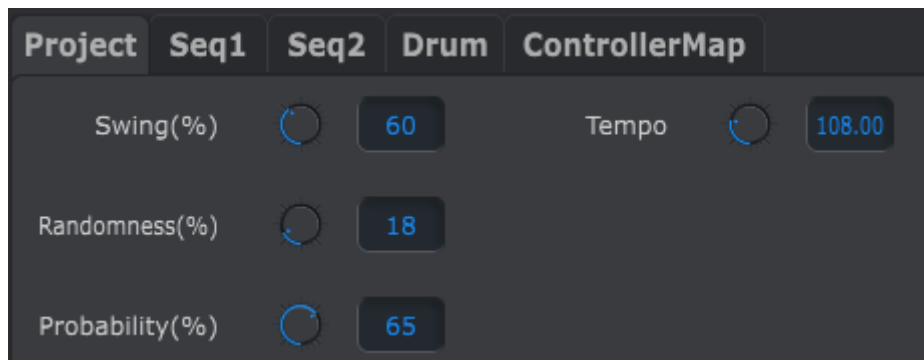 Project Seq1 Seq2 Drum ControllerMap
Swing(%) 60 Tempo 108.00
Randomness(%) 18
Probability(%) 65